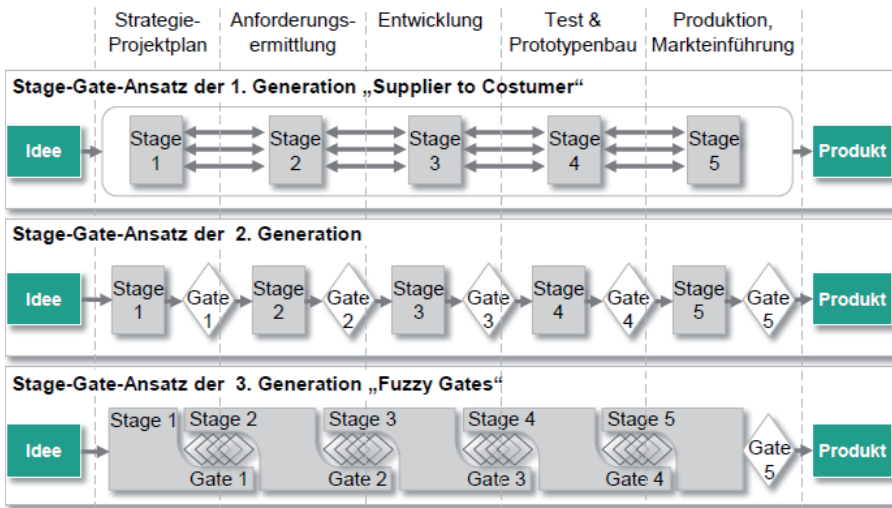 Strategie-
Projektplan
Anforderungs-
ermittlung
Entwicklung
Test &
Prototypenbau
Produktion,
Markteinführung
Stage-Gate-Ansatz der 1. Generation „Supplier to Costumer“
Idee
Stage
1
Stage
2
Stage
3
Stage
4
Stage
5
Produkt
Stage-Gate-Ansatz der 2. Generation
Idee
Stage
1
Gate
1
Stage
2
Gate
2
Stage
3
Gate
3
Stage
4
Gate
4
Stage
5
Gate
5
Produkt
Stage-Gate-Ansatz der 3. Generation „Fuzzy Gates“
Idee
Stage 1
Stage 2
Gate 1
Stage 3
Gate 2
Stage 4
Gate 3
Stage 5
Gate 4
Gate
5
Produkt